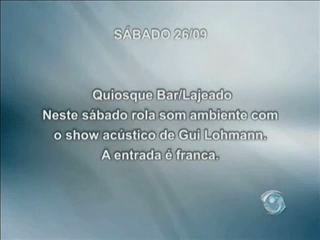 SÁBADO 26/09
Quiosque Bar/Lajeado
Neste sábado rola som ambiente com
o show acústico de Gui Lohmann.
A entrada é franca.